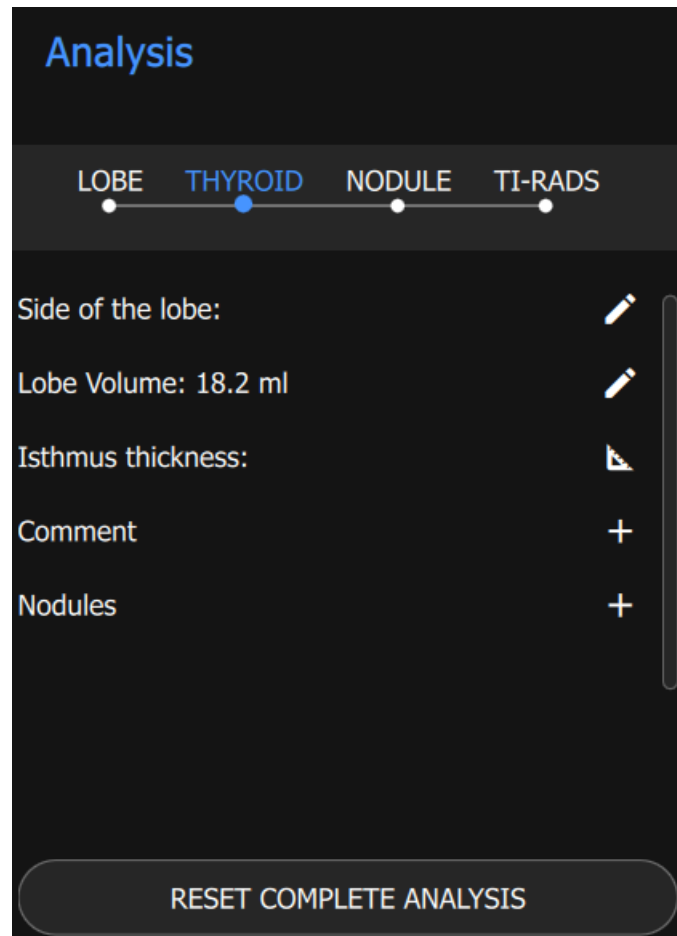 Analysis
LOBE THYROID NODULE TI-RADS
Side of the lobe:
Lobe Volume: 18.2 ml
Isthmus thickness:
Comment
Nodules
RESET COMPLETE ANALYSIS